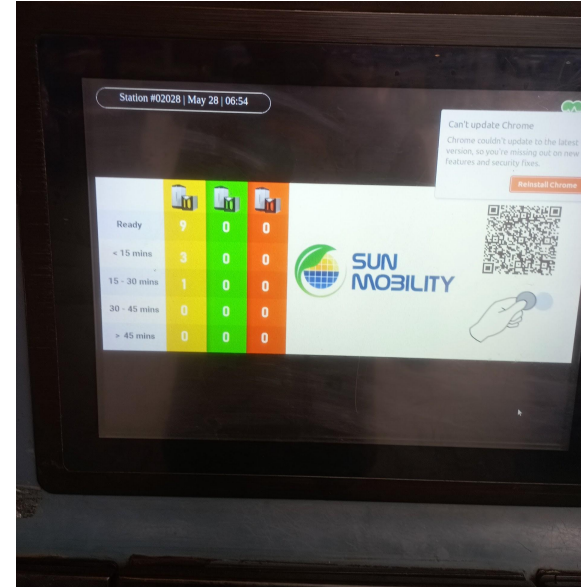 Station #02028 | May 28 | 06:54
Can't update Chrome
Chrome couldn't update to the latest
version, so you're missing out on new
features and security fixes.
Reinstall Chrome
Ready 9 0 0
< 15 mins 3 0 0
15 - 30 mins 1 0 0
30 - 45 mins 0 0 0
> 45 mins 0 0 0
SUN
MOBILITY